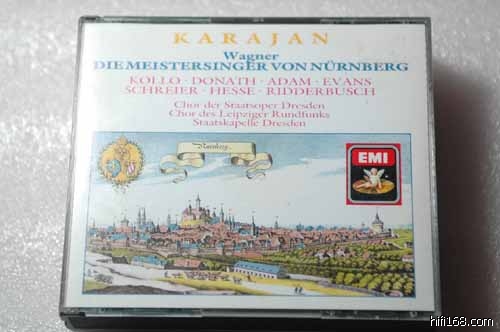 KARAJAN
Wagner
DIE MEISTERSINGER VON NÜRNBERG
KOLLO · DONATH · ADAM · EVANS
SCHREIER · HESSE · RIDDERBUSCH
Chor der Staatsoper Dresden
Chor des Leipziger Rundfunks
Staatskapelle Dresden
Nürnberg
EMI
hifi168.com